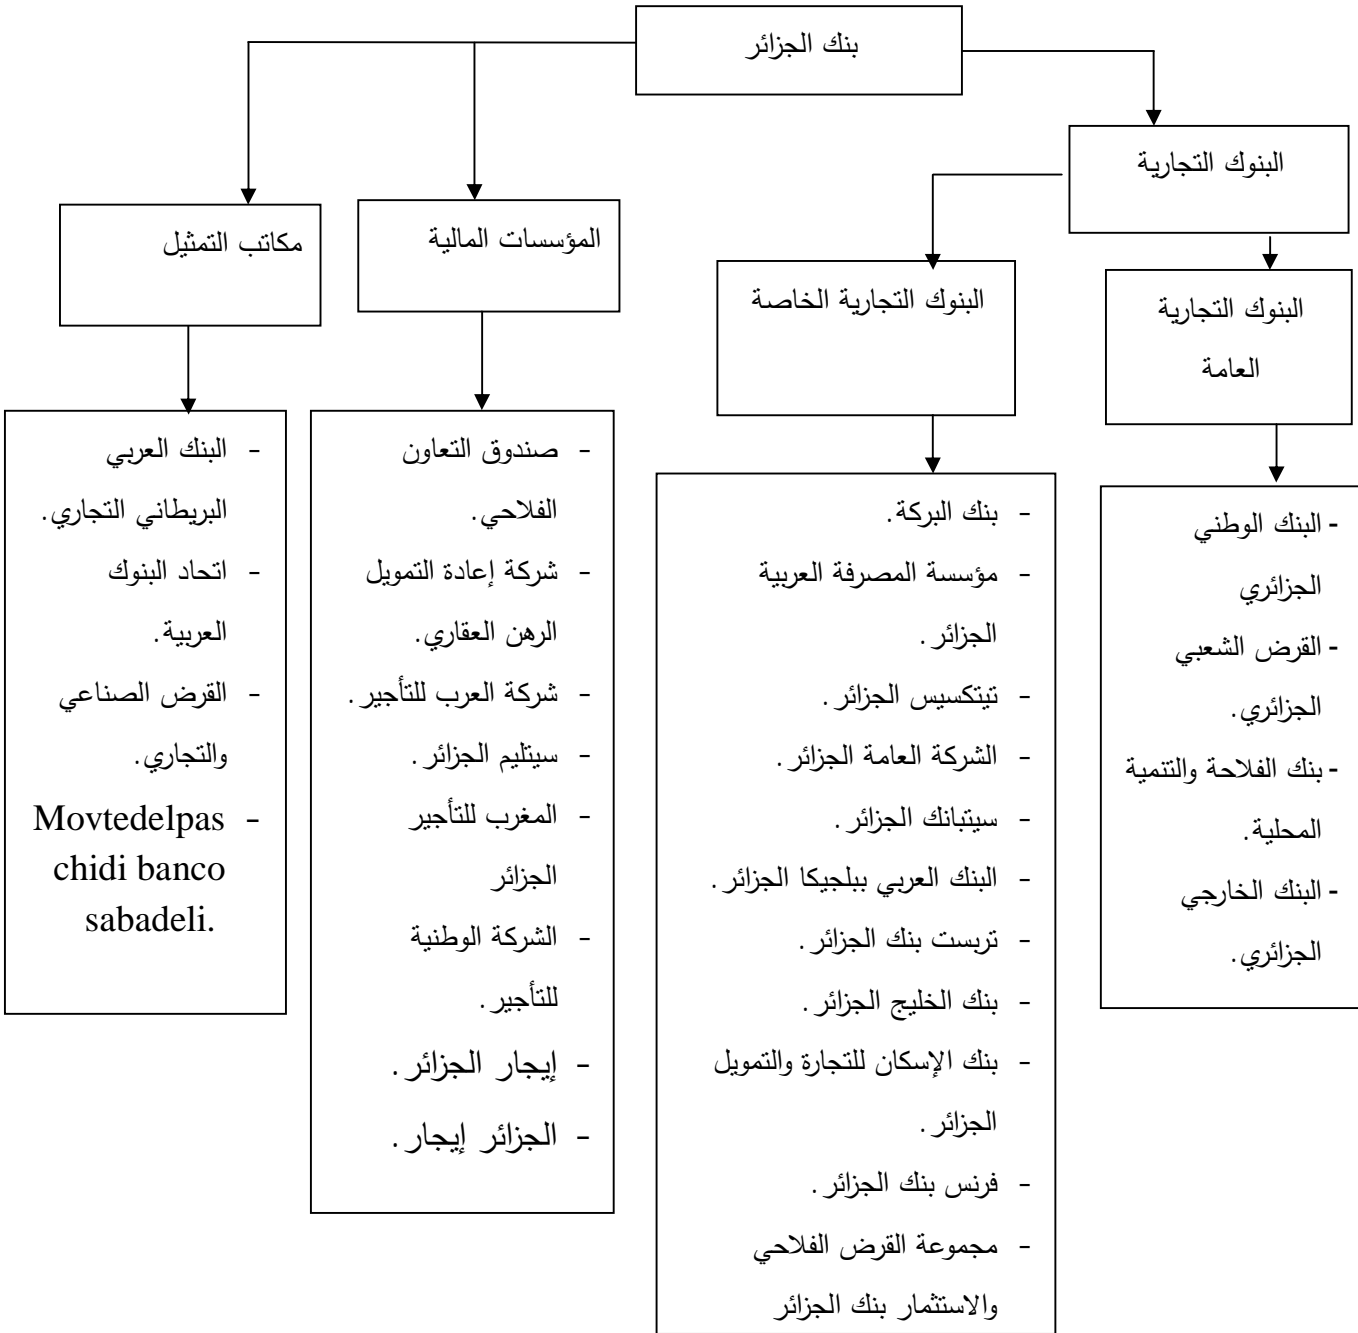 بنك الجزائر
البنوك التجارية
المؤسسات المالية
مكاتب التمثيل
البنوك التجارية
العامة
البنوك التجارية الخاصة
- البنك الوطني
الجزائري
- القرض الشعبي
الجزائري.
- بنك الفلاحة والتنمية
المحلية.
- البنك الخارجي
الجزائري.
- بنك البركة.
- مؤسسة المصرفة العربية
الجزائر.
- تيتكسيس الجزائر.
- الشركة العامة الجزائر.
- سيتبانك الجزائر.
- البنك العربي ببلجيكا الجزائر.
- تربست بنك الجزائر.
- بنك الخليج الجزائر.
- بنك الإسكان للتجارة والتمويل
الجزائر.
- فرنس بنك الجزائر.
- مجموعة القرض الفلاحي
والاستثمار بنك الجزائر
- صندوق التعاون
الفلاحي.
- شركة إعادة التمويل
الرهن العقاري.
- شركة العرب للتأجير.
- سيتليم الجزائر.
- المغرب للتأجير
الجزائر
- الشركة الوطنية
للتأجير.
- إيجار الجزائر.
- الجزائر إيجار.
- البنك العربي
البريطاني التجاري.
- اتحاد البنوك
العربية.
- القرض الصناعي
والتجاري.
- Movtedelpas
chidi banco
sabadeli.